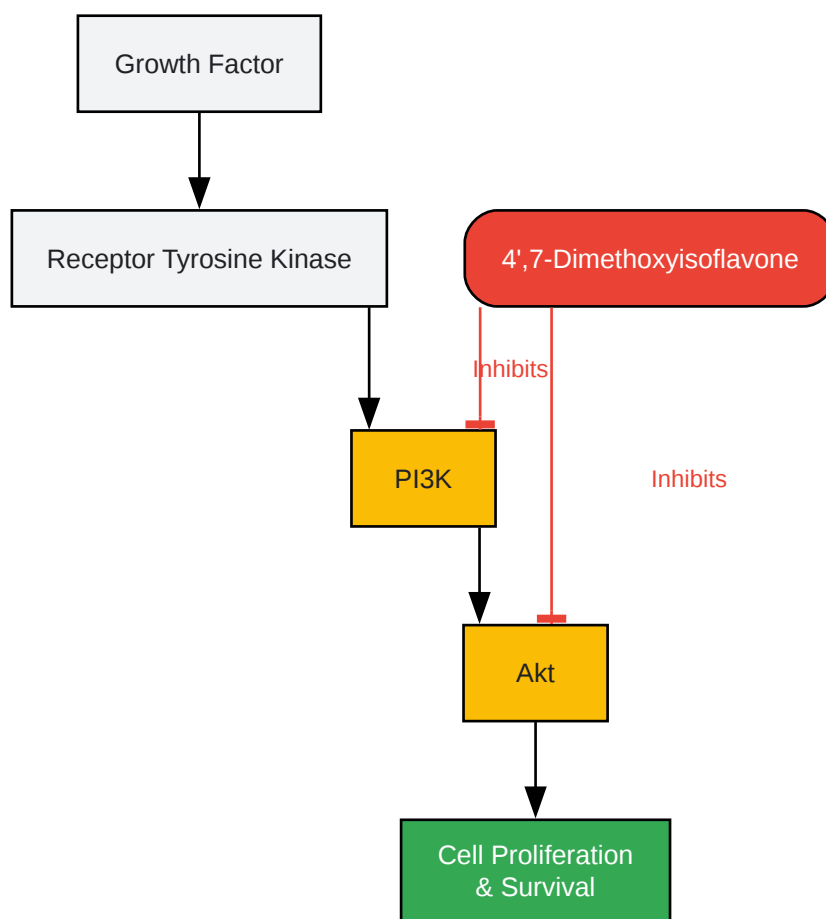 Growth Factor
Receptor Tyrosine Kinase
4',7-Dimethoxyisoflavone
Inhibits
PI3K
Inhibits
Akt
Cell Proliferation
& Survival